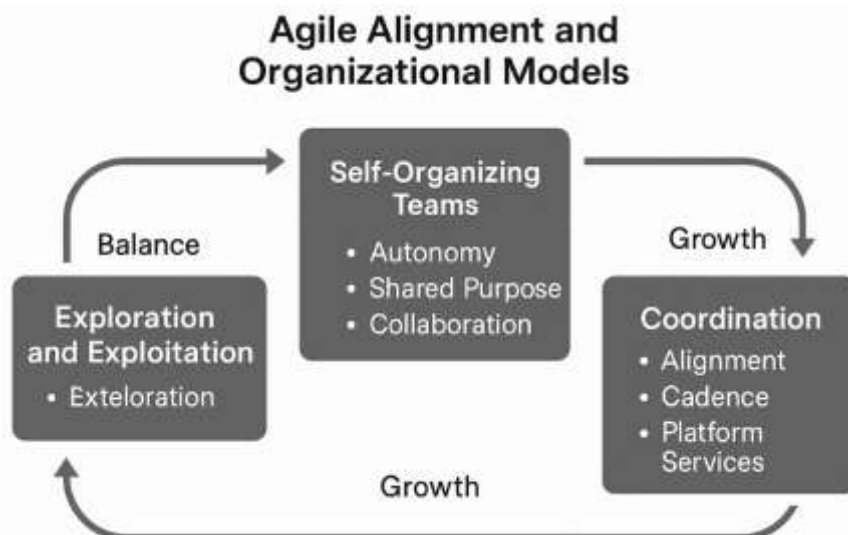 Agile Alignment and
Organizational Models
Self-Organizing
Teams
• Autonomy
• Shared Purpose
• Collaboration
Balance
Growth
Exploration
and Exploitation
• Exteloration
Coordination
• Alignment
• Cadence
• Platform
Services
Growth